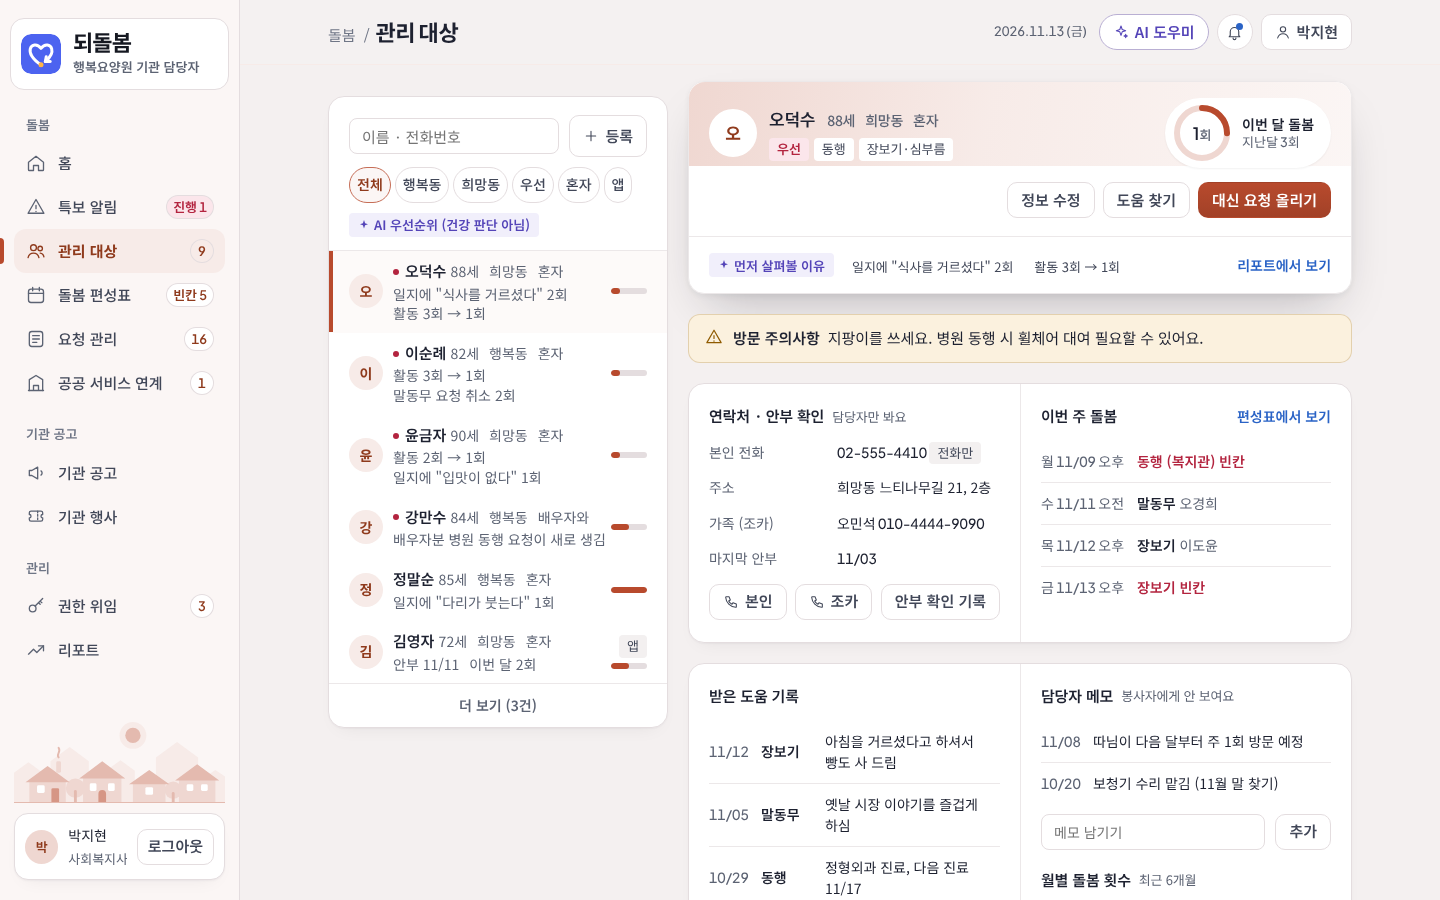 되돌봄
행복요양원 기관 담당자
돌봄
홈
특보 알림 진행 1
관리 대상 9
돌봄 편성표 빈칸 5
요청 관리 16
공공 서비스 연계 1
기관 공고
기관 공고
기관 행사
관리
권한 위임 3
리포트
박 박지현
사회복지사
로그아웃
돌봄 / 관리 대상
2026.11.13(금) AI 도우미 박지현
이름 · 전화번호 + 등록
전체 행복동 희망동 우선 혼자 앱
AI 우선순위 (건강 판단 아님)
오 오덕수 88세 희망동 혼자
일지에 "식사를 거르셨다" 2회
활동 3회 → 1회
이 이순례 82세 행복동 혼자
활동 3회 → 1회
말동무 요청 취소 2회
윤 윤금자 90세 희망동 혼자
활동 2회 → 1회
일지에 "입맛이 없다" 1회
강 강만수 84세 행복동 배우자와
배우자분 병원 동행 요청이 새로 생김
정 정말순 85세 행복동 혼자
일지에 "다리가 붓는다" 1회
김 김영자 72세 희망동 혼자 앱
안부 11/11 이번 달 2회
더 보기 (3건)
오 오덕수 88세 희망동 혼자
우선 동행 장보기·심부름
1회 이번 달 돌봄
지난달 3회
정보 수정 도움 찾기 대신 요청 올리기
먼저 살펴볼 이유 일지에 "식사를 거르셨다" 2회 활동 3회 → 1회 리포트에서 보기
방문 주의사항 지팡이를 쓰세요. 병원 동행 시 휠체어 대여 필요할 수 있어요.
연락처 · 안부 확인 담당자만 봐요
본인 전화 02-555-4410 전화만
주소 희망동 느티나무길 21, 2층
가족 (조카) 오민석 010-4444-9090
마지막 안부 11/03
본인 조카 안부 확인 기록
이번 주 돌봄 편성표에서 보기
월 11/09 오후 동행 (복지관) 빈칸
수 11/11 오전 말동무 오경희
목 11/12 오후 장보기 이도윤
금 11/13 오후 장보기 빈칸
받은 도움 기록
11/12 장보기 아침을 거르셨다고 하셔서
빵도 사 드림
11/05 말동무 옛날 시장 이야기를 즐겁게
하심
10/29 동행 정형외과 진료, 다음 진료
11/17
담당자 메모 봉사자에게 안 보여요
11/08 따님이 다음 달부터 주 1회 방문 예정
10/20 보청기 수리 맡김 (11월 말 찾기)
메모 남기기 추가
월별 돌봄 횟수 최근 6개월